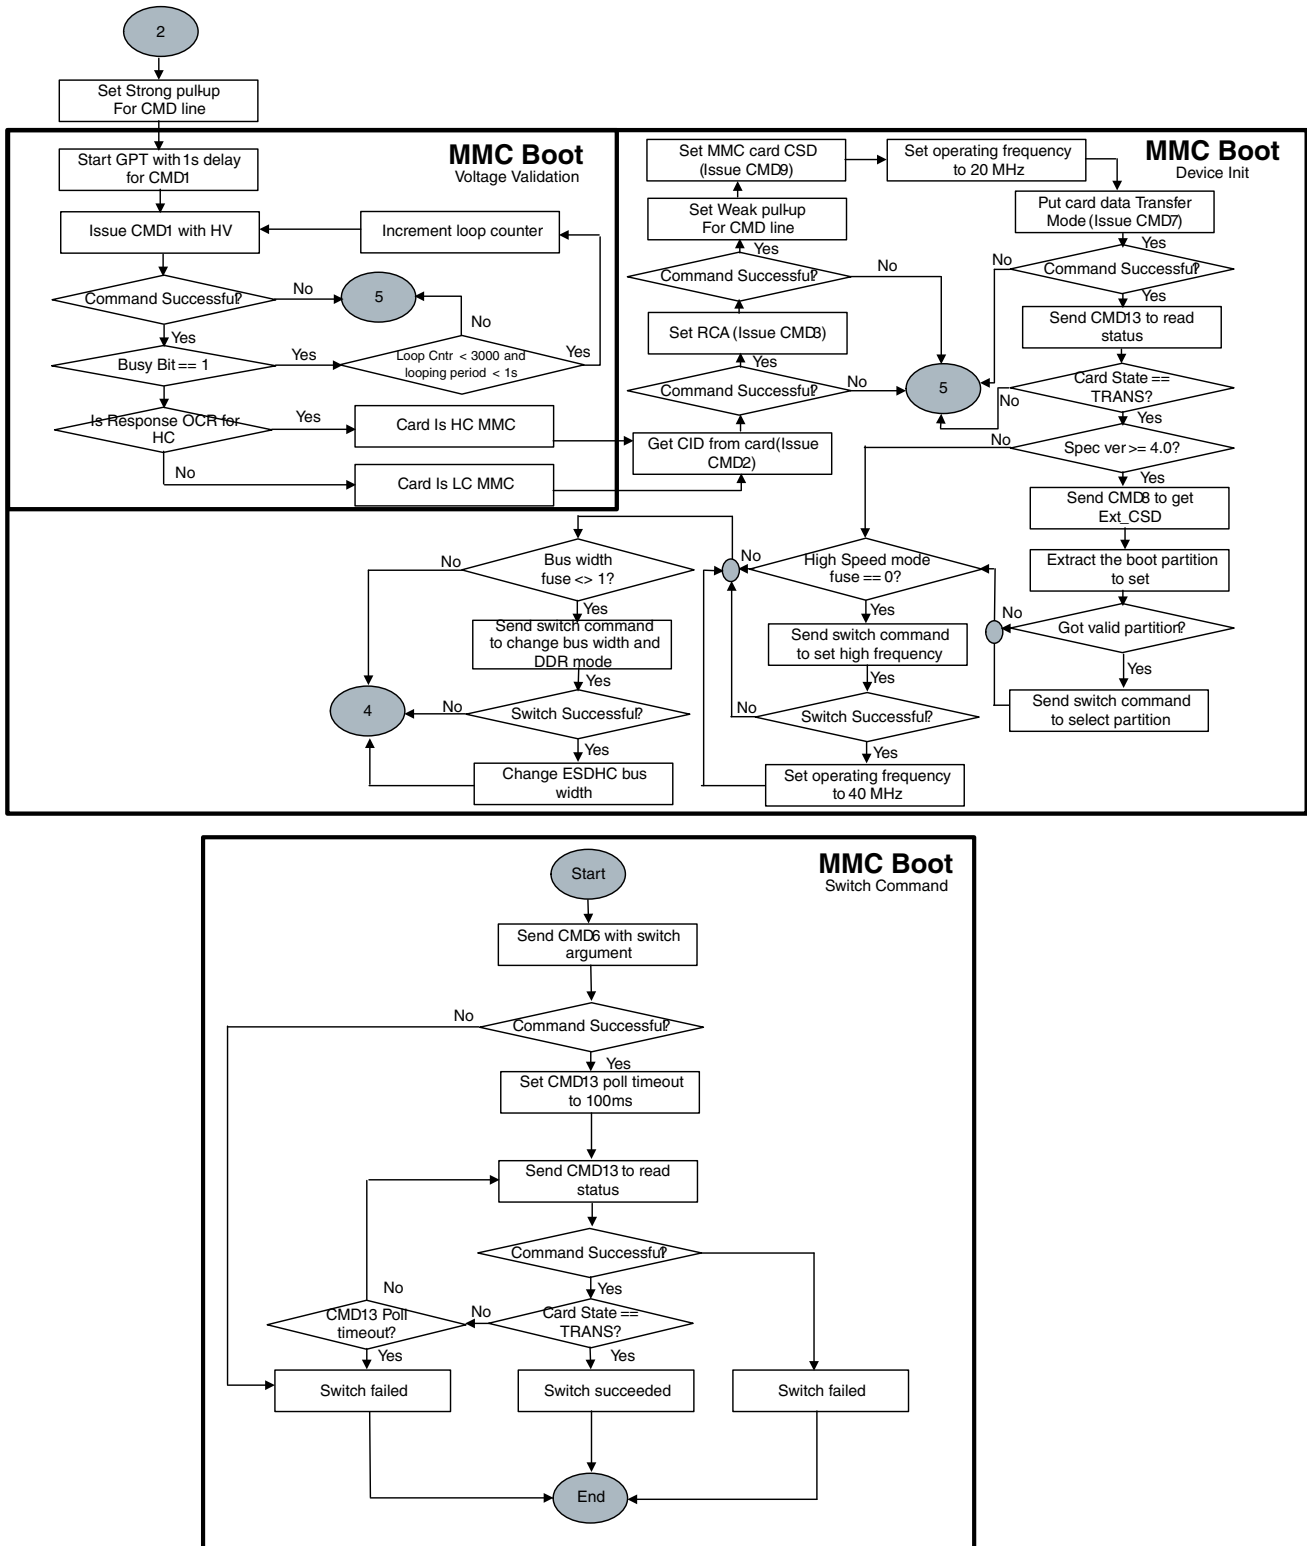 2
Set Strong pull-up
For CMD line
MMC Boot
Voltage Validation
Start GPT with 1s delay
for CMD1
Issue CMD1 with HV
Increment loop counter
Command Successful?
No
5
Yes
No
Busy Bit == 1
Yes
Loop Cntr < 3000 and
looping period < 1s
Yes
Is Response OCR for
HC
Yes
Card Is HC MMC
No
Card Is LC MMC
MMC Boot
Device Init
Set MMC card CSD
(Issue CMD9)
Set operating frequency
to 20 MHz
Put card data Transfer
Mode (Issue CMD7)
Set Weak pull-up
For CMD line
Yes
Yes
Command Successful?
No
No
Command Successful?
Yes
Set RCA (Issue CMD3)
Send CMD13 to read
status
Yes
Command Successful?
No
5
Card State ==
TRANS?
No
Yes
Get CID from card(Issue
CMD2)
No
Spec ver >= 4.0?
Yes
Send CMD8 to get
Ext_CSD
No
Bus width
fuse <> 1?
No
High Speed mode
fuse == 0?
Extract the boot partition
to set
Yes
Yes
No
Send switch command
to change bus width and
DDR mode
Send switch command
to set high frequency
Got valid partition?
Yes
Yes
Yes
4
No
Switch Successful?
No
Switch Successful?
Send switch command
to select partition
Yes
Yes
Change ESDHC bus
width
Set operating frequency
to 40 MHz
MMC Boot
Switch Command
Start
Send CMD6 with switch
argument
No
Command Successful?
Yes
Set CMD13 poll timeout
to 100ms
Send CMD13 to read
status
Command Successful?
No
Yes
CMD13 Poll
timeout?
No
Card State ==
TRANS?
Yes
Yes
Switch failed
Switch succeeded
Switch failed
End